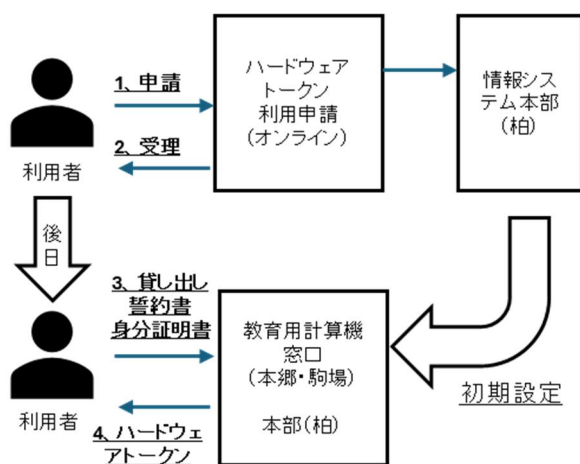 1、申請
2、受理
利用者
ハードウェア
トークン
利用申請
(オンライン)
情報シス
テム本部
(柏)
後
日
3、貸し出し
誓約書
身分証明書
利用者
4、ハードウェ
アトークン
教育用計算機
窓口
(本郷・駒場)
本部(柏)
初期設定